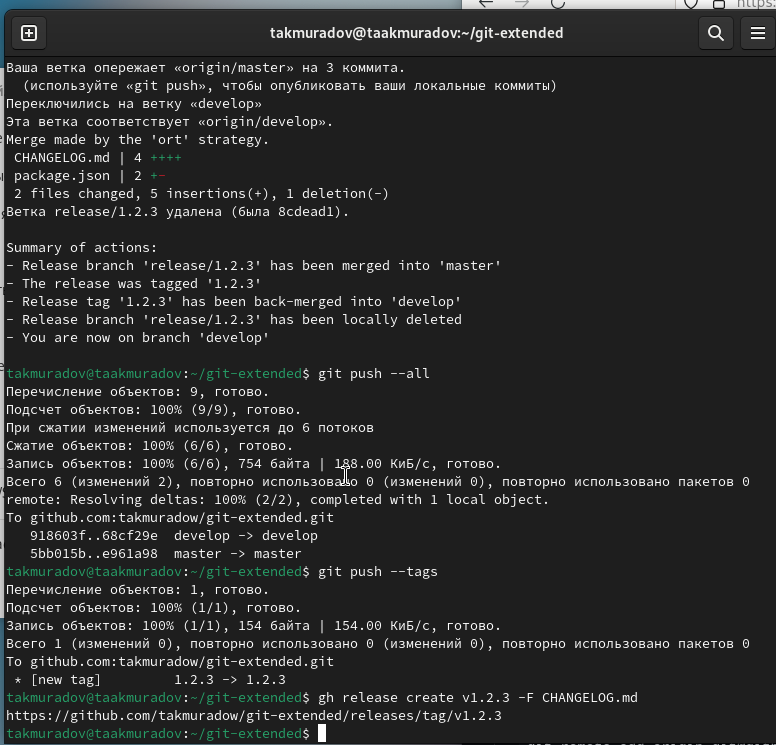 https:
takmuradov@taakmuradov:~/git-extended
Ваша ветка опережает «origin/master» на 3 коммита.
  (используйте «git push», чтобы опубликовать ваши локальные коммиты)
Переключились на ветку «develop»
Эта ветка соответствует «origin/develop».
Merge made by the 'ort' strategy.
 CHANGELOG.md | 4 ++++
 package.json | 2 +-
 2 files changed, 5 insertions(+), 1 deletion(-)
Ветка release/1.2.3 удалена (была 8cdead1).
Summary of actions:
- Release branch 'release/1.2.3' has been merged into 'master'
- The release was tagged '1.2.3'
- Release tag '1.2.3' has been back-merged into 'develop'
- Release branch 'release/1.2.3' has been locally deleted
- You are now on branch 'develop'
takmuradov@taakmuradov:~/git-extended$ git push --all
Перечисление объектов: 9, готово.
Подсчет объектов: 100% (9/9), готово.
При сжатии изменений используется до 6 потоков
Сжатие объектов: 100% (6/6), готово.
Запись объектов: 100% (6/6), 754 байта | 188.00 КиБ/с, готово.
Всего 6 (изменений 2), повторно использовано 0 (изменений 0), повторно использовано пакетов 0
remote: Resolving deltas: 100% (2/2), completed with 1 local object.
To github.com:takmuradow/git-extended.git
   918603f..68cf29e  develop -> develop
   5bb015b..e961a98  master -> master
takmuradov@taakmuradov:~/git-extended$ git push --tags
Перечисление объектов: 1, готово.
Подсчет объектов: 100% (1/1), готово.
Запись объектов: 100% (1/1), 154 байта | 154.00 КиБ/с, готово.
Всего 1 (изменений 0), повторно использовано 0 (изменений 0), повторно использовано пакетов 0
To github.com:takmuradow/git-extended.git
 * [new tag]         1.2.3 -> 1.2.3
takmuradov@taakmuradov:~/git-extended$ gh release create v1.2.3 -F CHANGELOG.md
https://github.com/takmuradow/git-extended/releases/tag/v1.2.3
takmuradov@taakmuradov:~/git-extended$